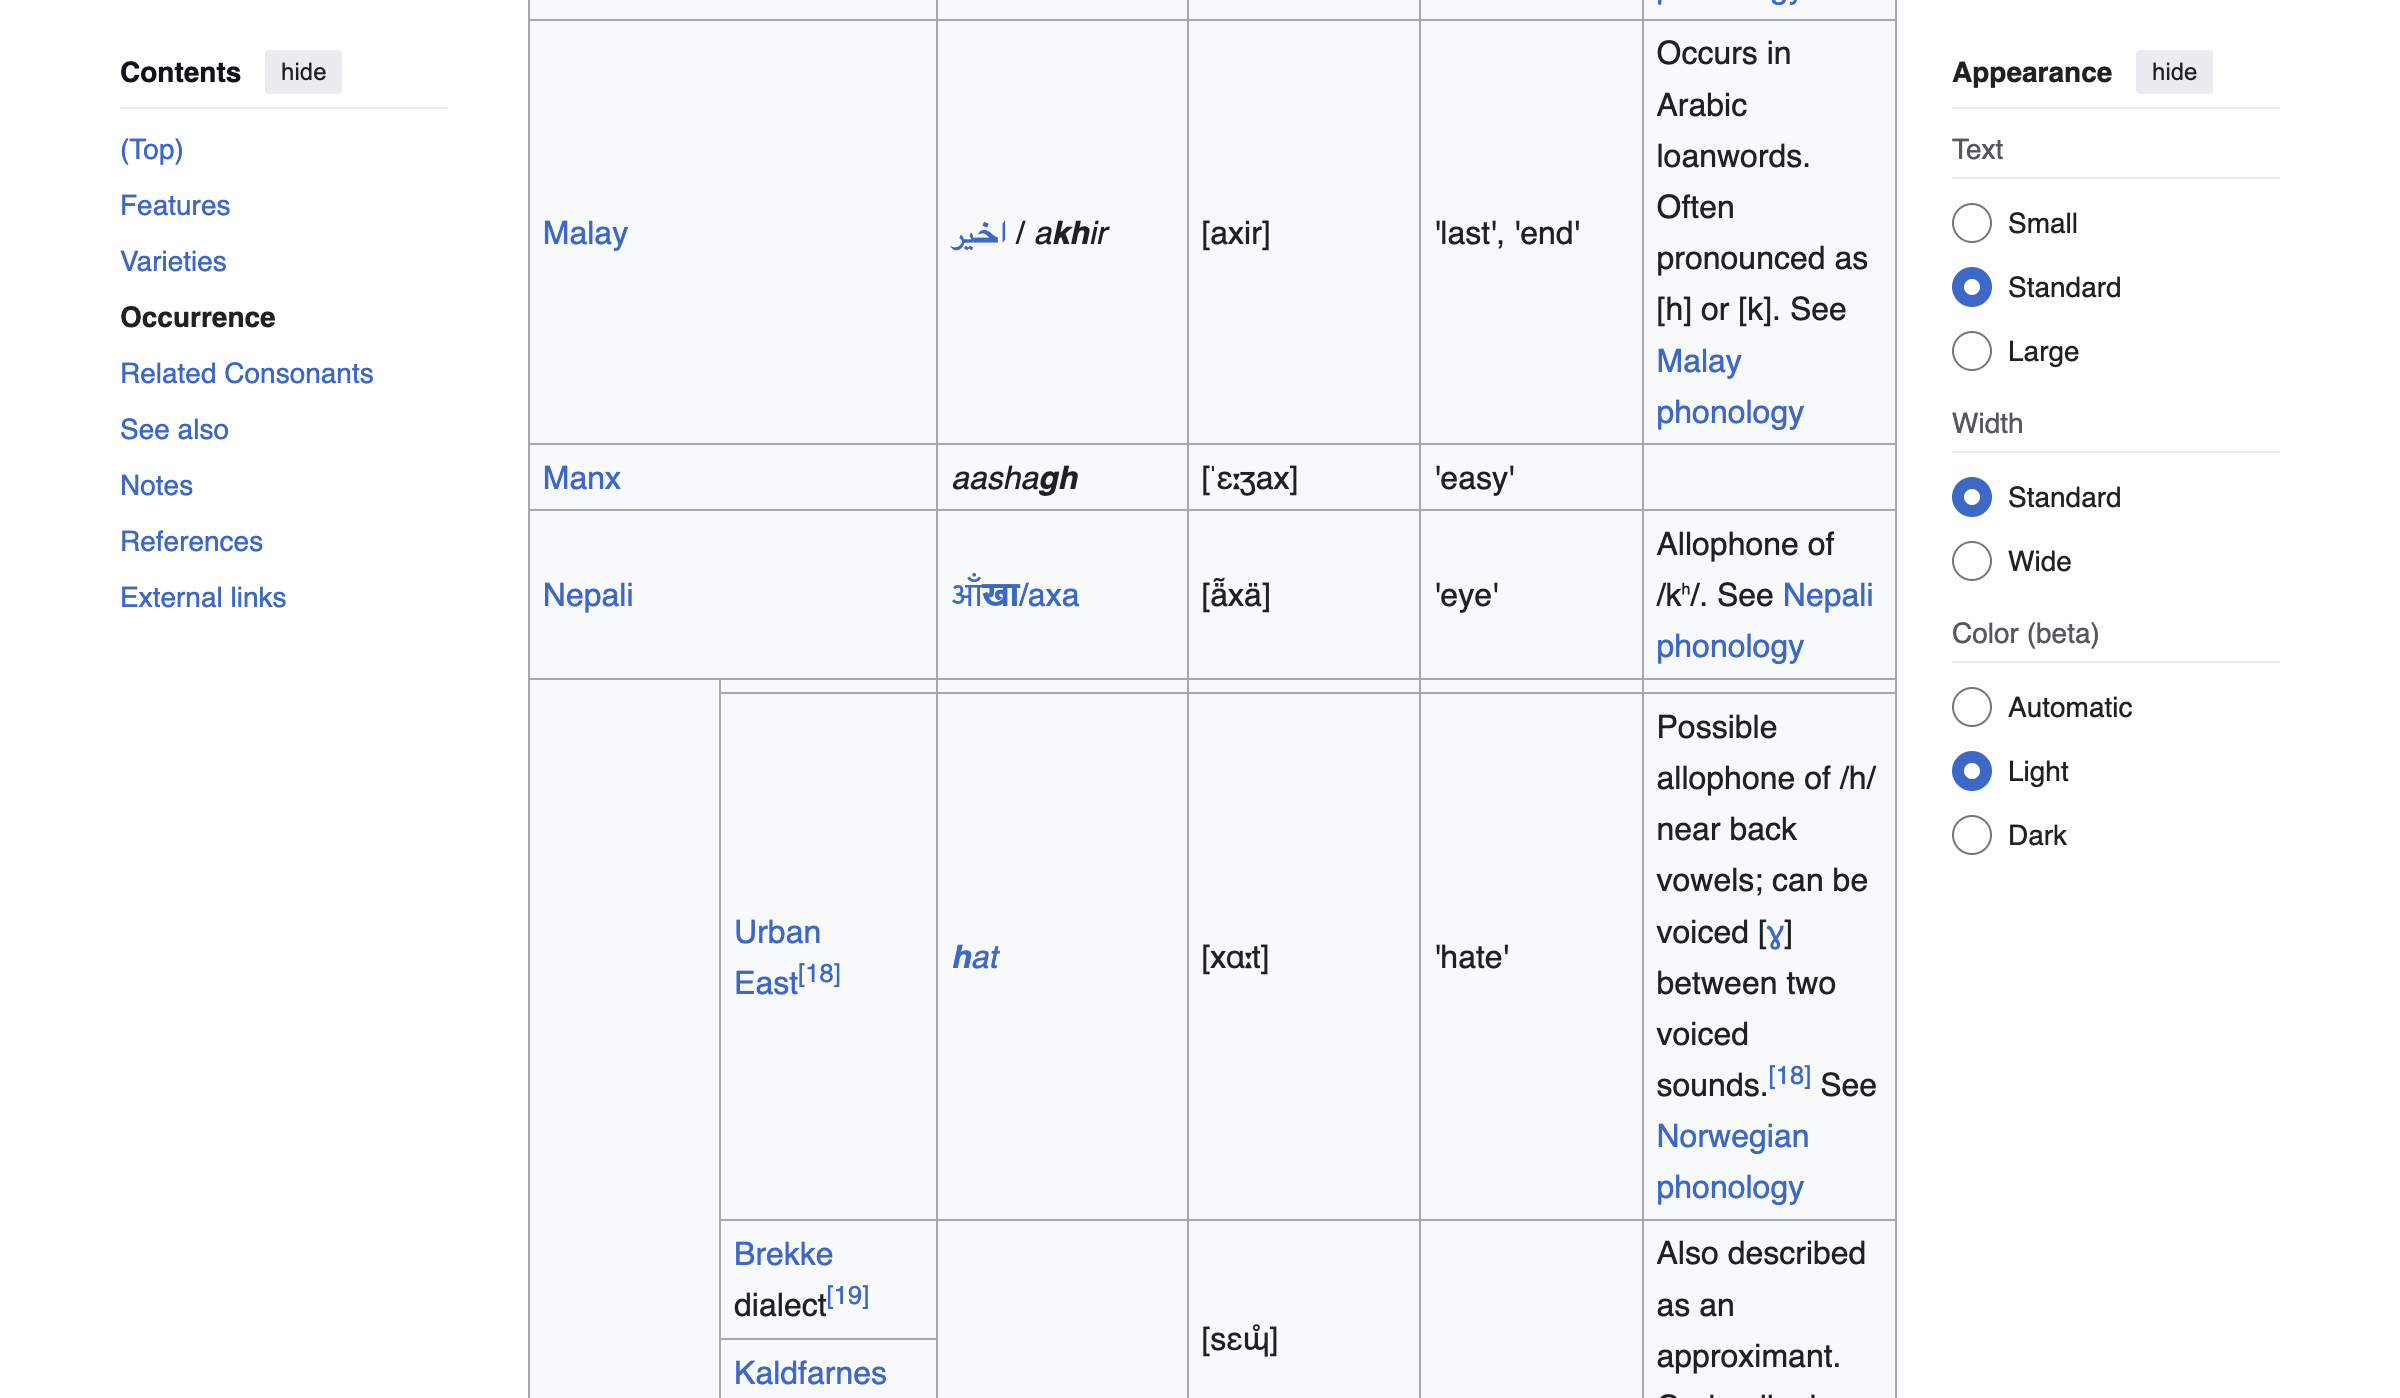 Contents hide
(Top)
Features
Varieties
Occurrence
Related Consonants
See also
Notes
References
External links
Malay
اخير / akhir
[axir]
'last', 'end'
Occurs in
Arabic
loanwords.
Often
pronounced as
[h] or [k]. See
Malay
phonology
Manx
aashagh
[ˈɛːʒax]
'easy'
Nepali
आँखा/axa
[ä̃xä]
'eye'
Allophone of
/kʰ/. See Nepali
phonology
Urban
East[18]
hat
[xɑːt]
'hate'
Possible
allophone of /h/
near back
vowels; can be
voiced [ɣ]
between two
voiced
sounds.[18] See
Norwegian
phonology
Brekke
dialect[19]
Kaldfarnes
[sɛɰ̊]
Also described
as an
approximant.
Appearance hide
Text
Small
Standard
Large
Width
Standard
Wide
Color (beta)
Automatic
Light
Dark